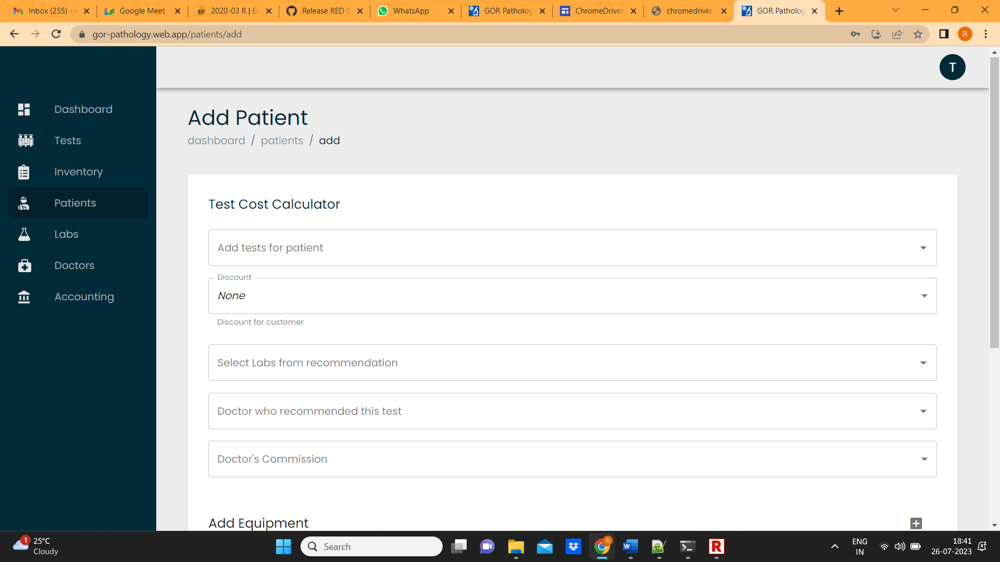 Inbox (255) - n
Google Meet
EF
2020-03 R | Ec
Release RED 0
WhatsApp
GOR Patholog
ChromeDriver
chromedriver.
GOR Patholog
gor-pathology.web.app/patients/add
R
T
Dashboard
Tests
Inventory
Patients
Labs
Doctors
Accounting
Add Patient
dashboard / patients / add
Test Cost Calculator
Add tests for patient
Discount
None
Discount for customer
Select Labs from recommendation
Doctor who recommended this test
Doctor's Commission
Add Equipment
1
25°C
Cloudy
Search
R
W
R
ENG
IN
18:41
26-07-2023